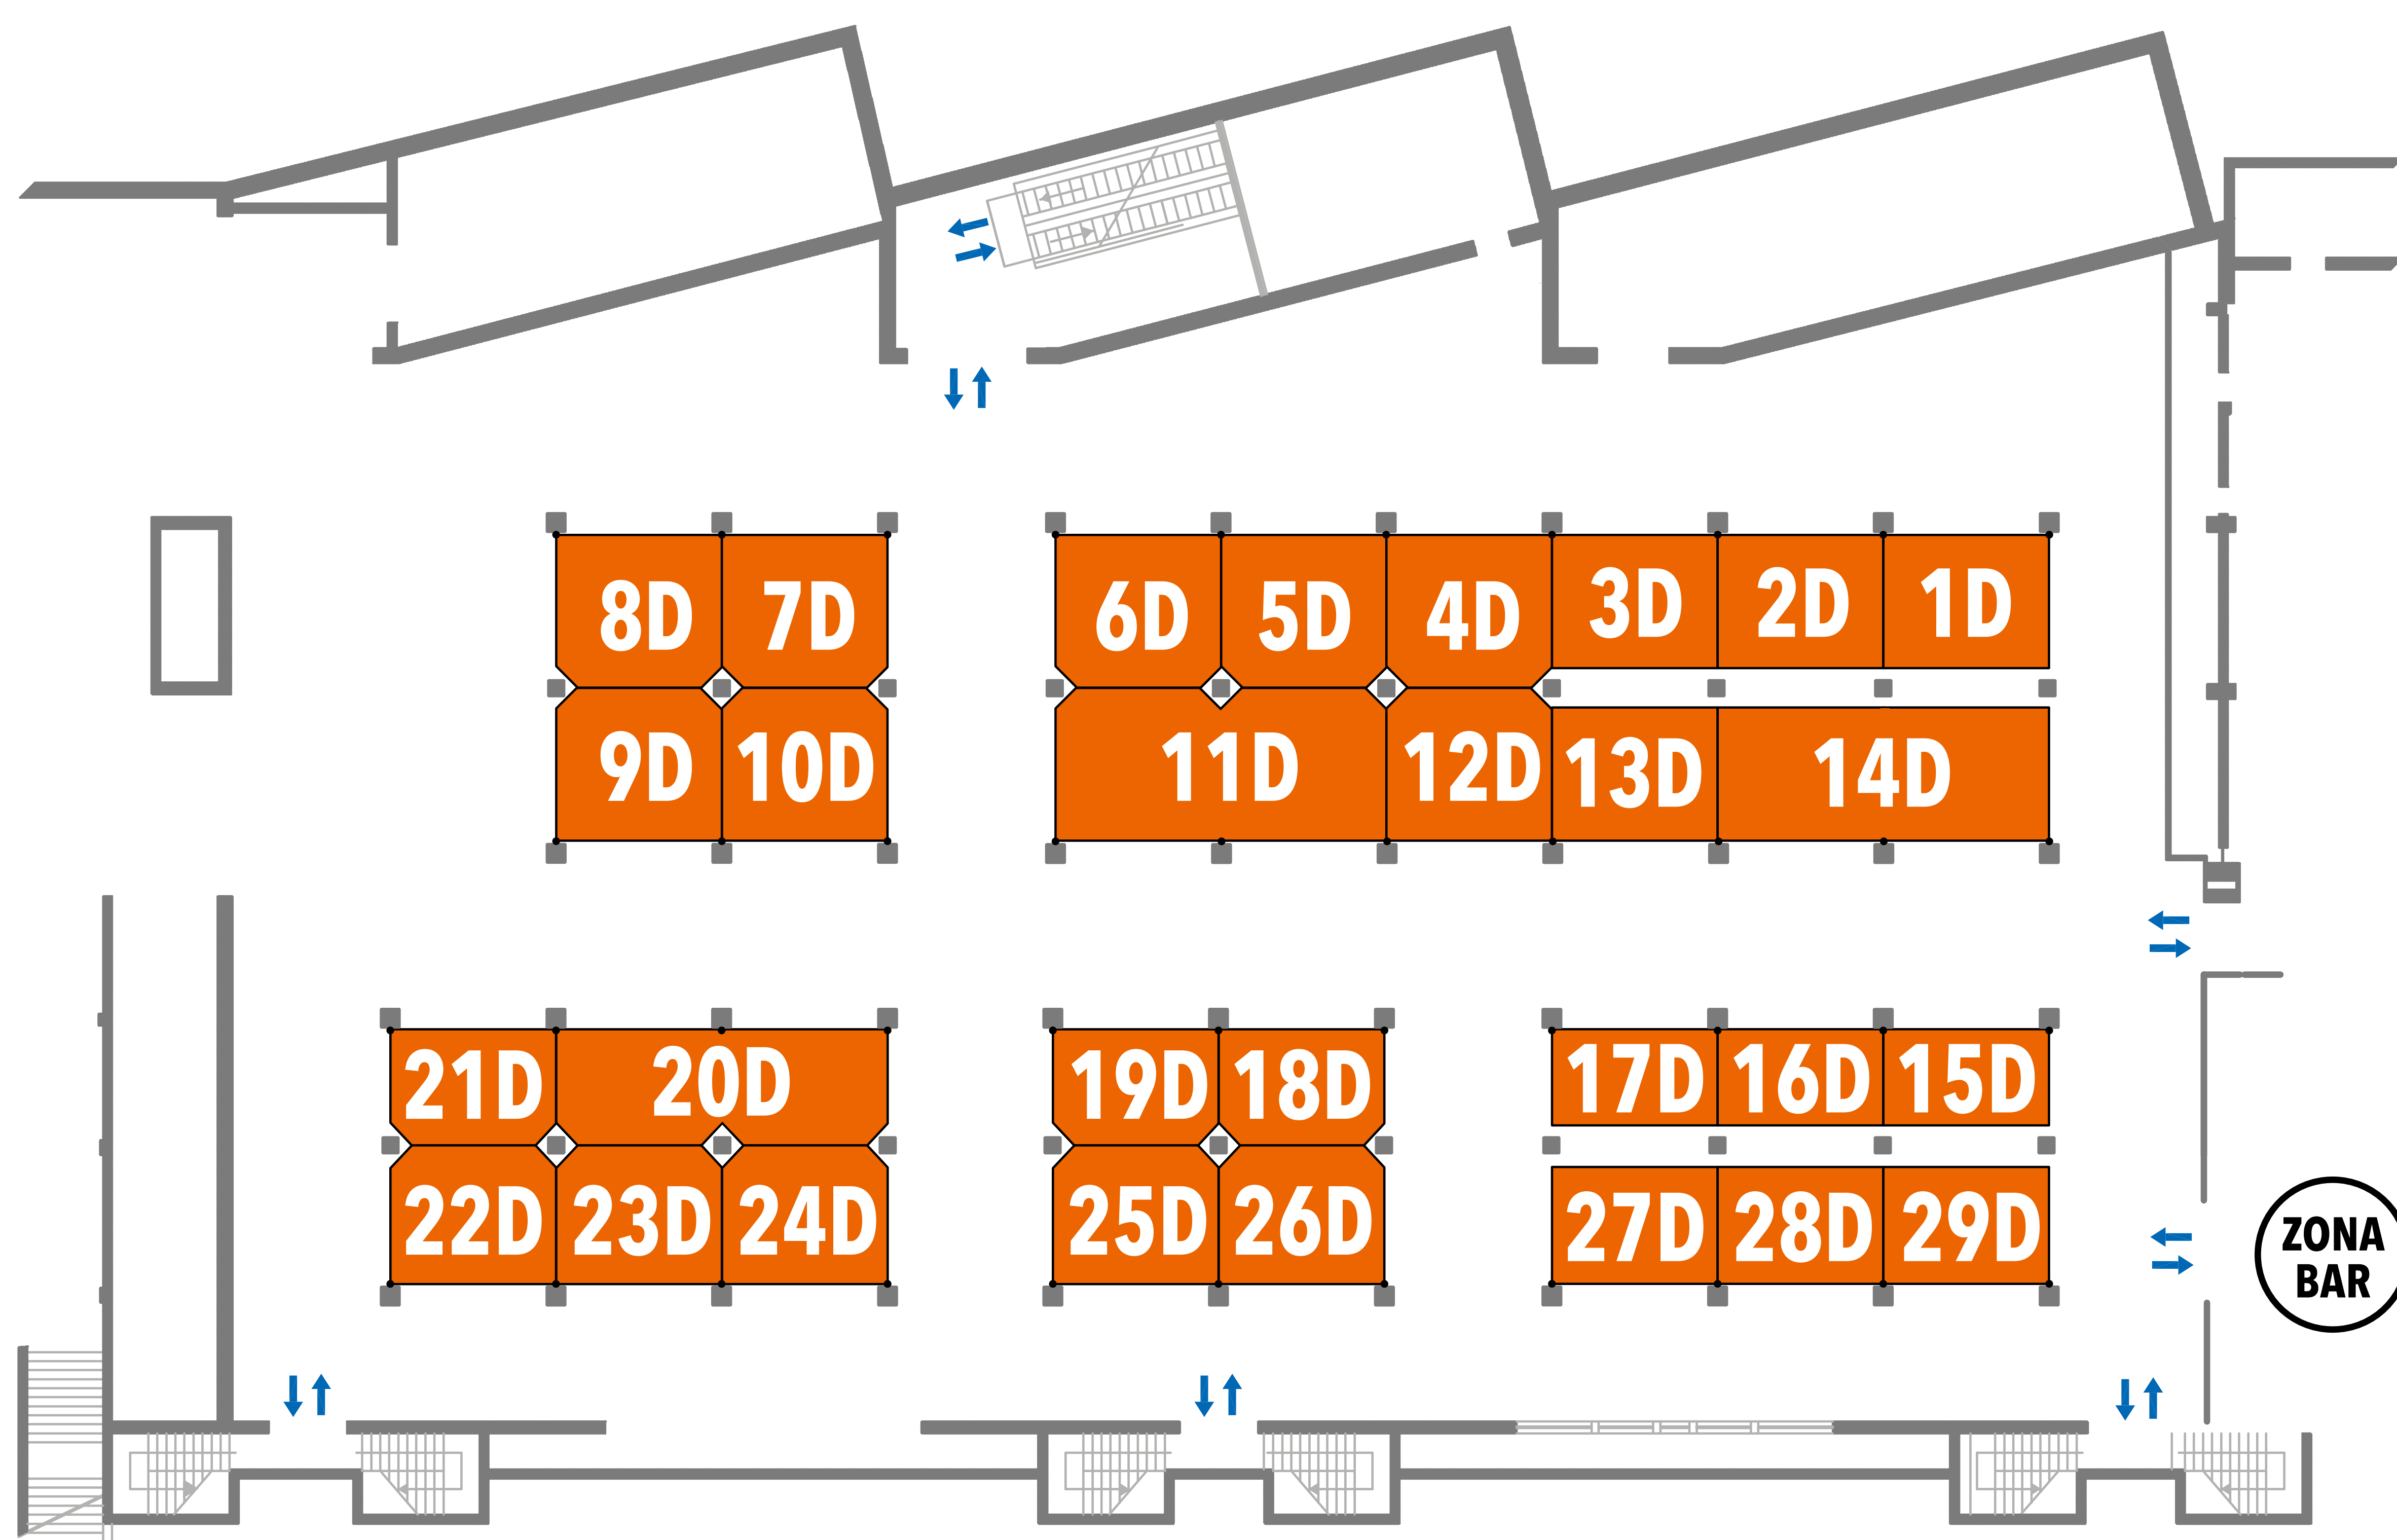 8D 7D 6D 5D 4D 3D 2D 1D
9D 10D 11D 12D 13D 14D
21D 20D 19D 18D 17D 16D 15D
22D 23D 24D 25D 26D 27D 28D 29D
ZONA
BAR